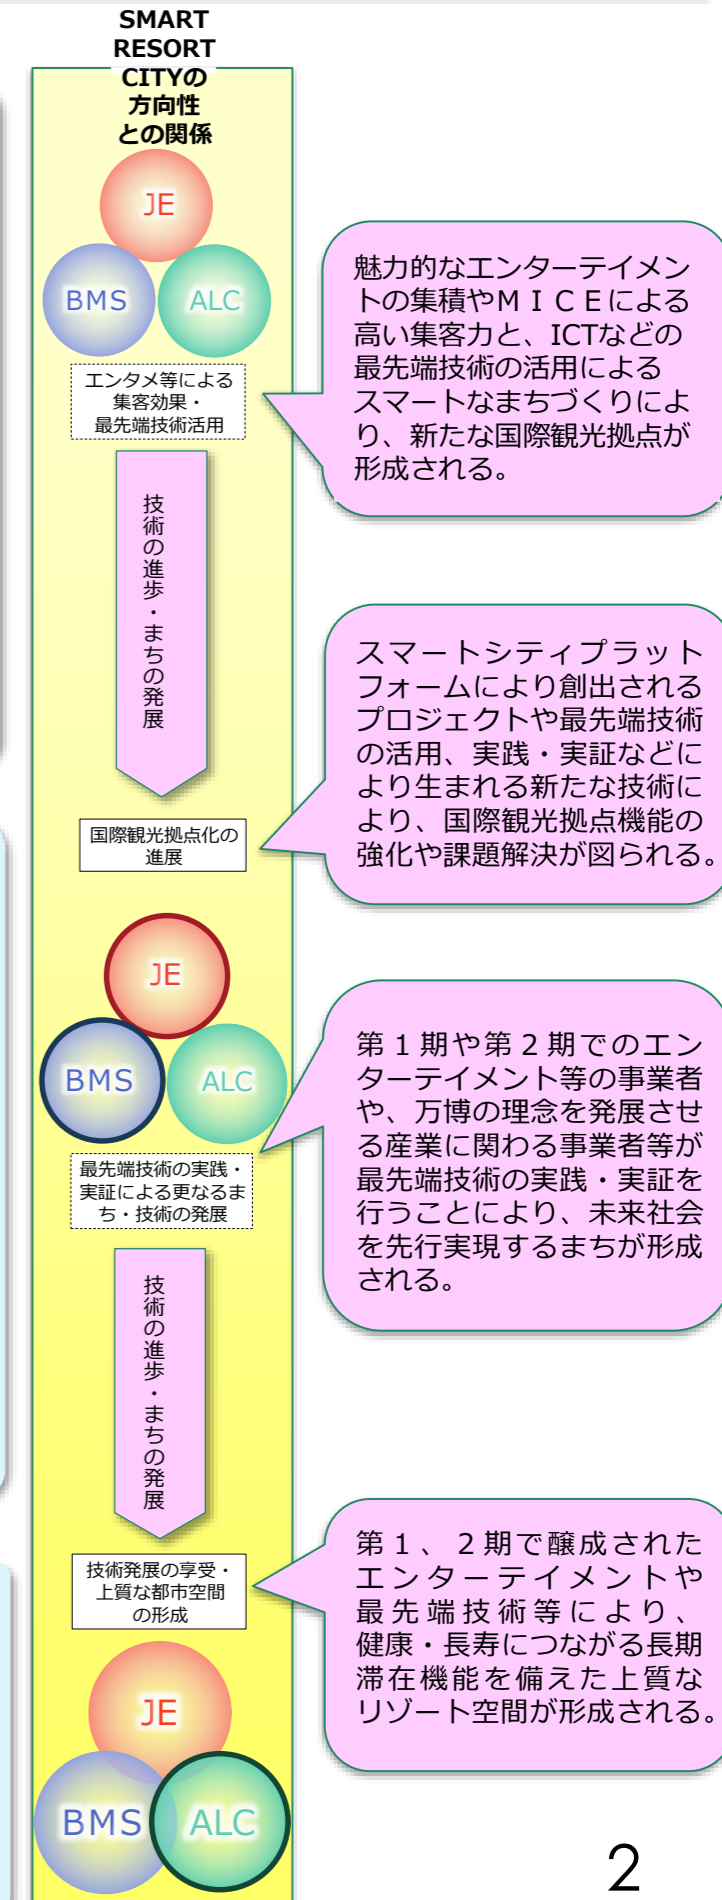 SMART
RESORT
CITYの
方向性
との関係
JE
BMS
ALC
エンタメ等による
集客効果・
最先端技術活用
魅力的なエンターテイメン
トの集積やＭＩＣＥによる
高い集客力と、ICTなどの
最先端技術の活用による
スマートなまちづくりによ
り、新たな国際観光拠点が
形成される。
技術の進歩・まちの発展
国際観光拠点化の
進展
スマートシティプラット
フォームにより創出される
プロジェクトや最先端技術
の活用、実践・実証などに
より生まれる新たな技術に
より、国際観光拠点機能の
強化や課題解決が図られる。
JE
BMS
ALC
最先端技術の実践・
実証による更なるま
ち・技術の発展
第１期や第２期でのエン
ターテイメント等の事業者
や、万博の理念を発展させ
る産業に関わる事業者等が
最先端技術の実践・実証を
行うことにより、未来社会
を先行実現するまちが形成
される。
技術の進歩・まちの発展
技術発展の享受・
上質な都市空間
の形成
第１、２期で醸成された
エンターテイメントや
最先端技術等により、
健康・長寿につながる長期
滞在機能を備えた上質な
リゾート空間が形成される。
JE
BMS
ALC
2